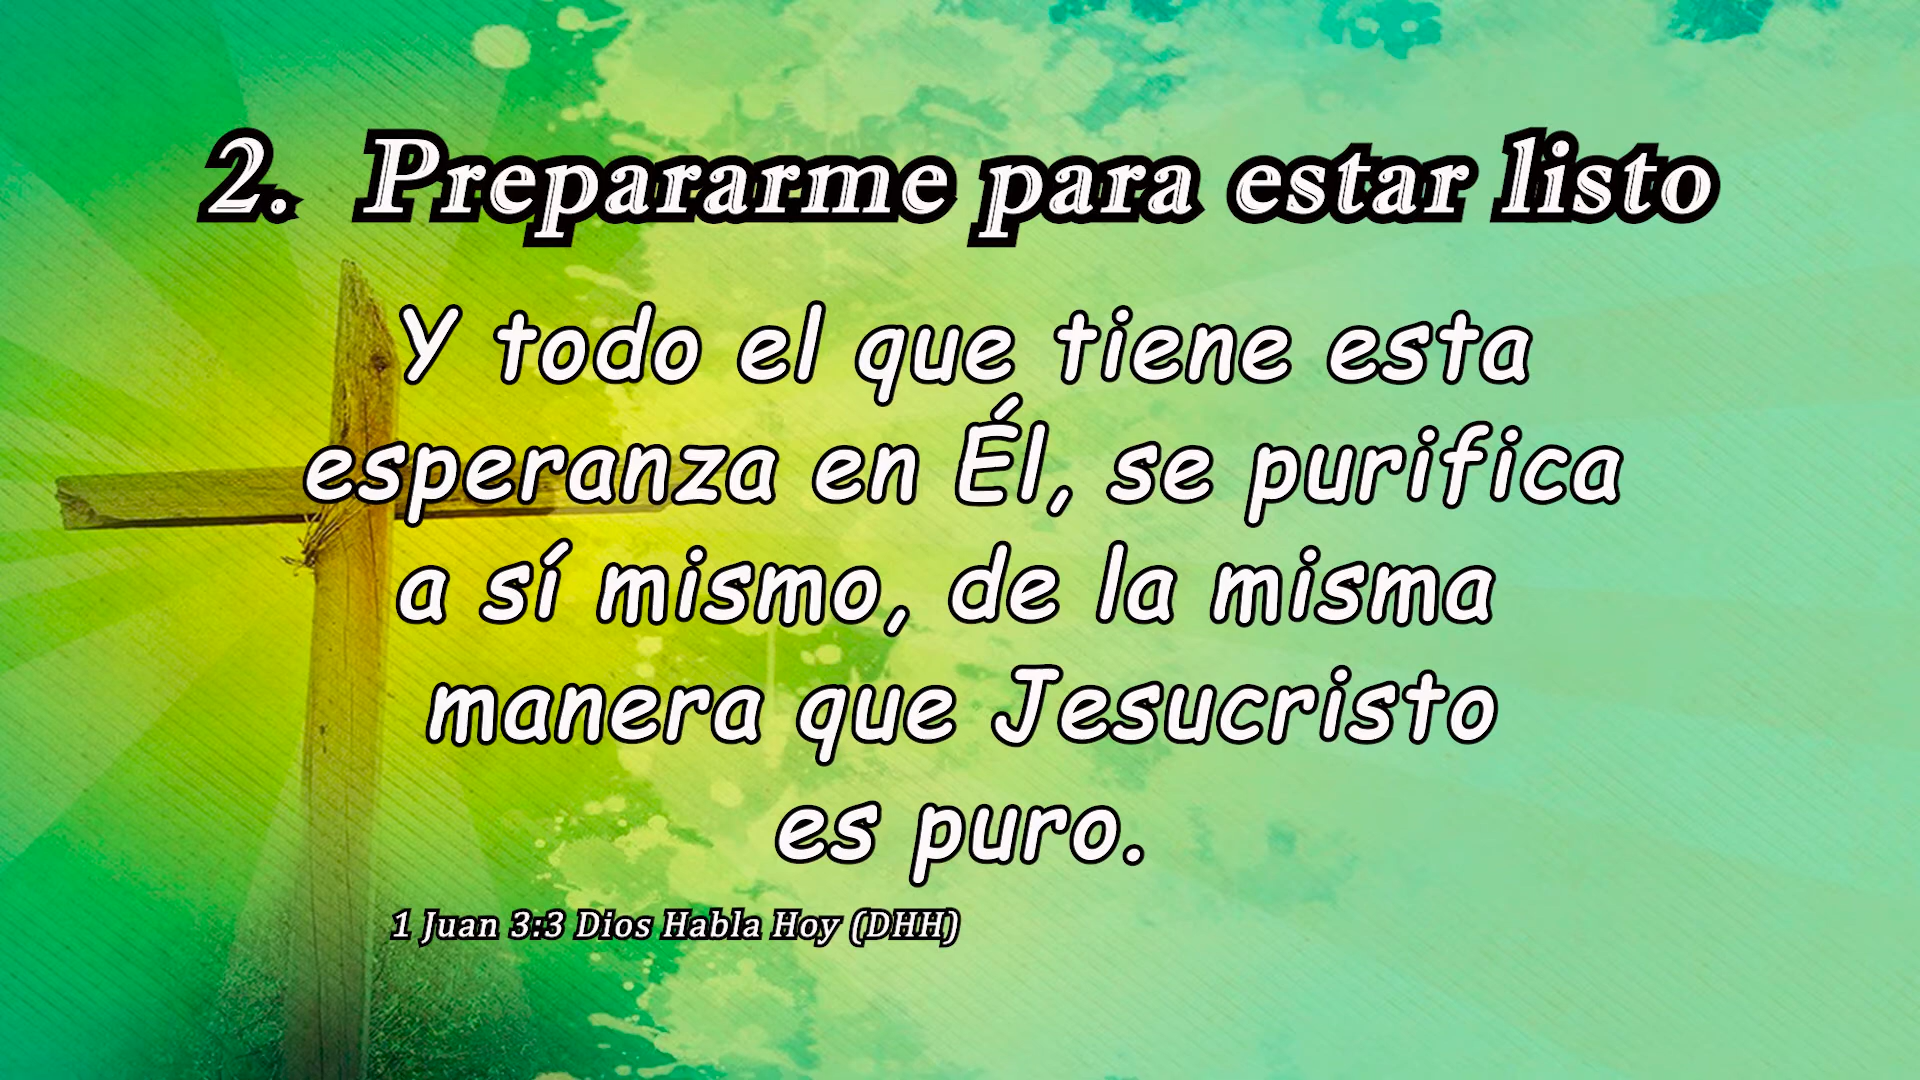 2. Prepararme para estar listo
Y todo el que tiene esta
esperanza en Él, se purifica
a sí mismo, de la misma
manera que Jesucristo
es puro.
1 Juan 3:3 Dios Habla Hoy (DHH)